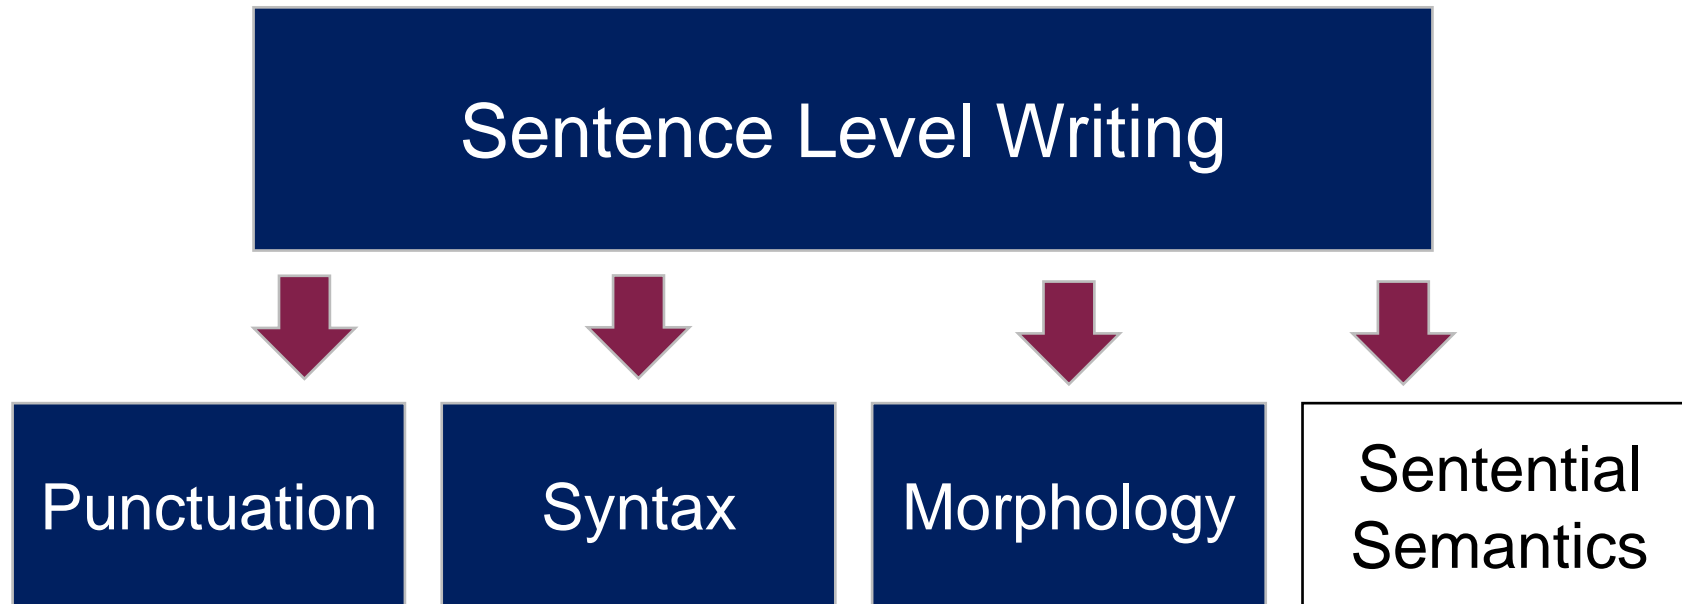 Sentence Level Writing
Punctuation
Syntax
Morphology
Sentential
Semantics